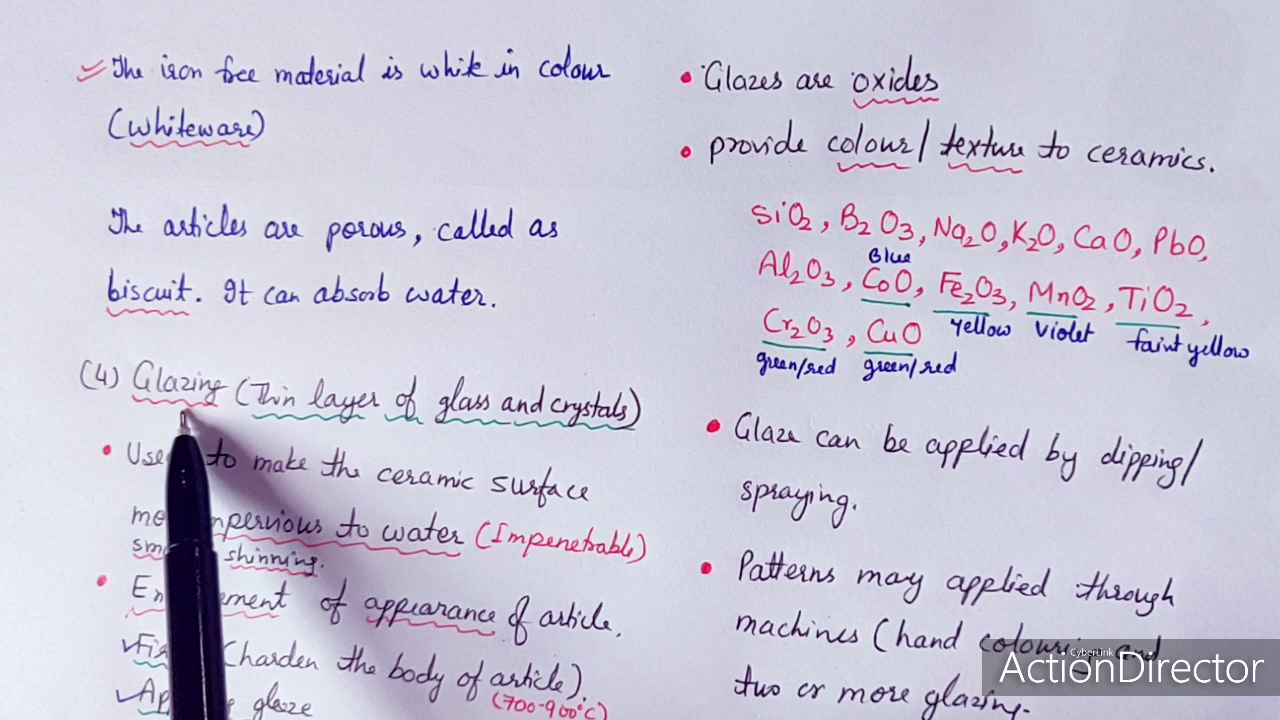 The iron free material is white in colour
(whiteware)
The articles are porous, called as
biscuit. It can absorb water.
(4) Glazing (Thin layer of glass and crystals)
• to make the ceramic surface
impervious to water (Impenetrable)
shinning.
• of appearance of article.
(harden the body of article).
(700-900°C)
glaze
• Glazes are oxides
• provide colour/texture to ceramics.
SiO2, B2O3, Na2O, K2O, CaO, PbO,
Blue
Al2O3, CoO, Fe2O3, MnO2, TiO2,
yellow violet faint yellow
Cr2O3, CuO
green/red green/red
• Glaze can be applied by dipping/
spraying.
• Patterns may applied through
machines (hand colouring and
two or more glazing.
CyberLink
ActionDirector